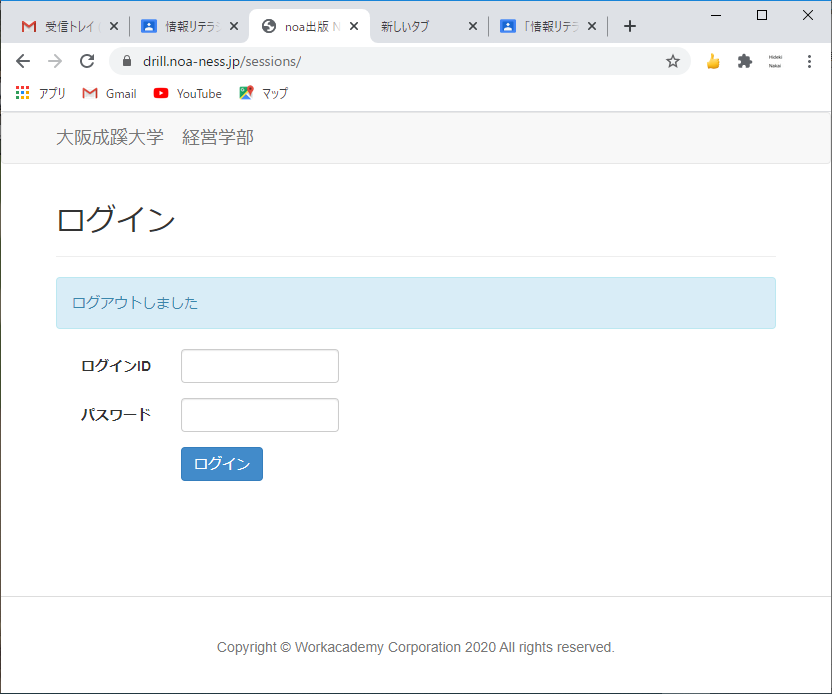 受信トレイ
情報リテラ
noa出版 N
新しいタブ
「情報リテラ
drill.noa-ness.jp/sessions/
アプリ
Gmail
YouTube
マップ
大阪成蹊大学　経営学部
ログイン
ログアウトしました
ログインID
パスワード
ログイン
Copyright © Workacademy Corporation 2020 All rights reserved.